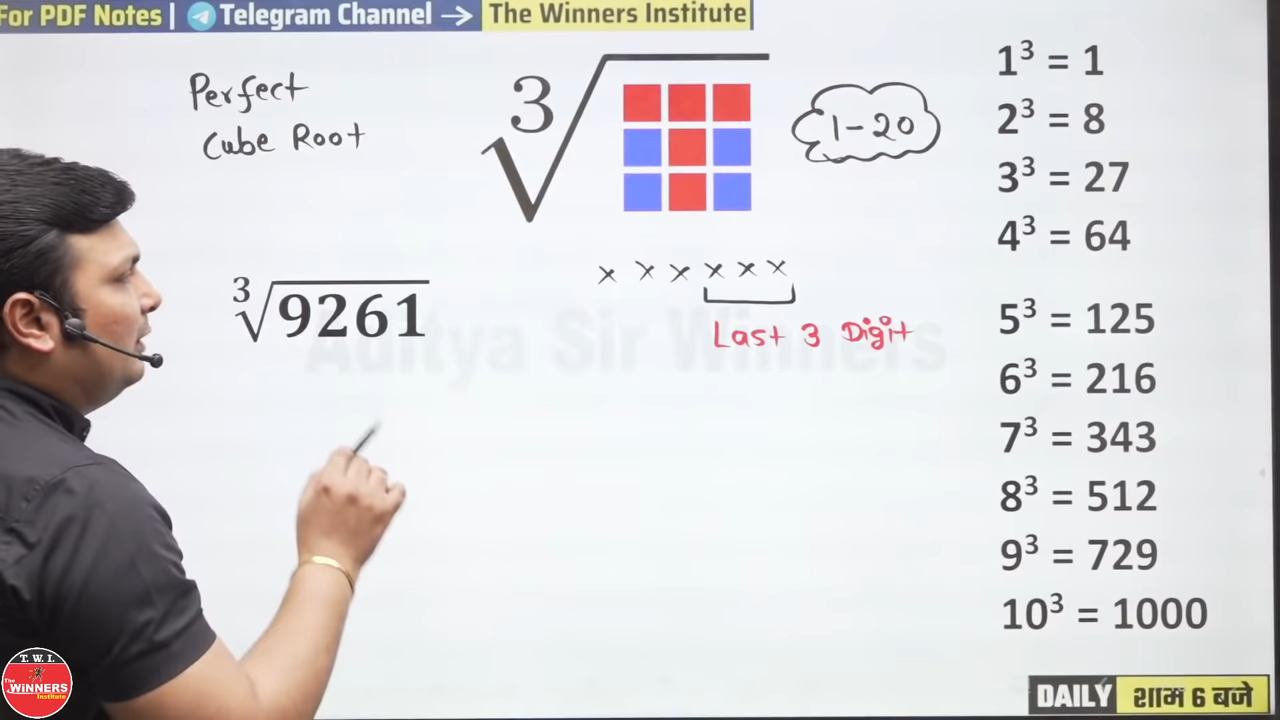 For PDF Notes | Telegram Channel → The Winners Institute
Perfect
Cube Root
3√
1-20
1³ = 1
2³ = 8
3³ = 27
4³ = 64
× × × × × ×
Last 3 Digit
³√9261
Aditya Sir Winners
5³ = 125
6³ = 216
7³ = 343
8³ = 512
9³ = 729
10³ = 1000
T. W. I.
The
WINNERS
Institute
DAILY शाम 6 बजे